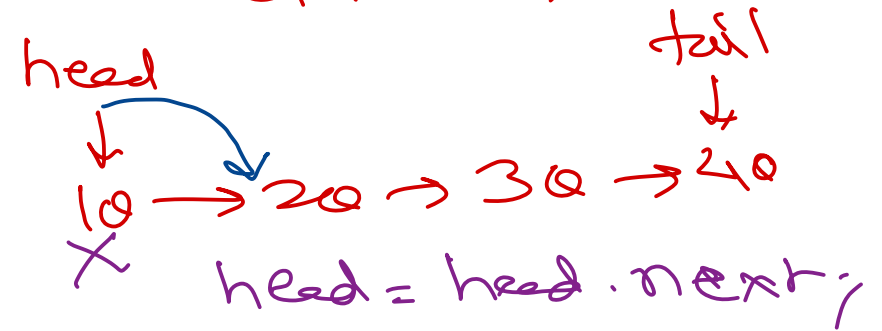 head
tail
10 → 20 → 30 → 40
head = head.next;